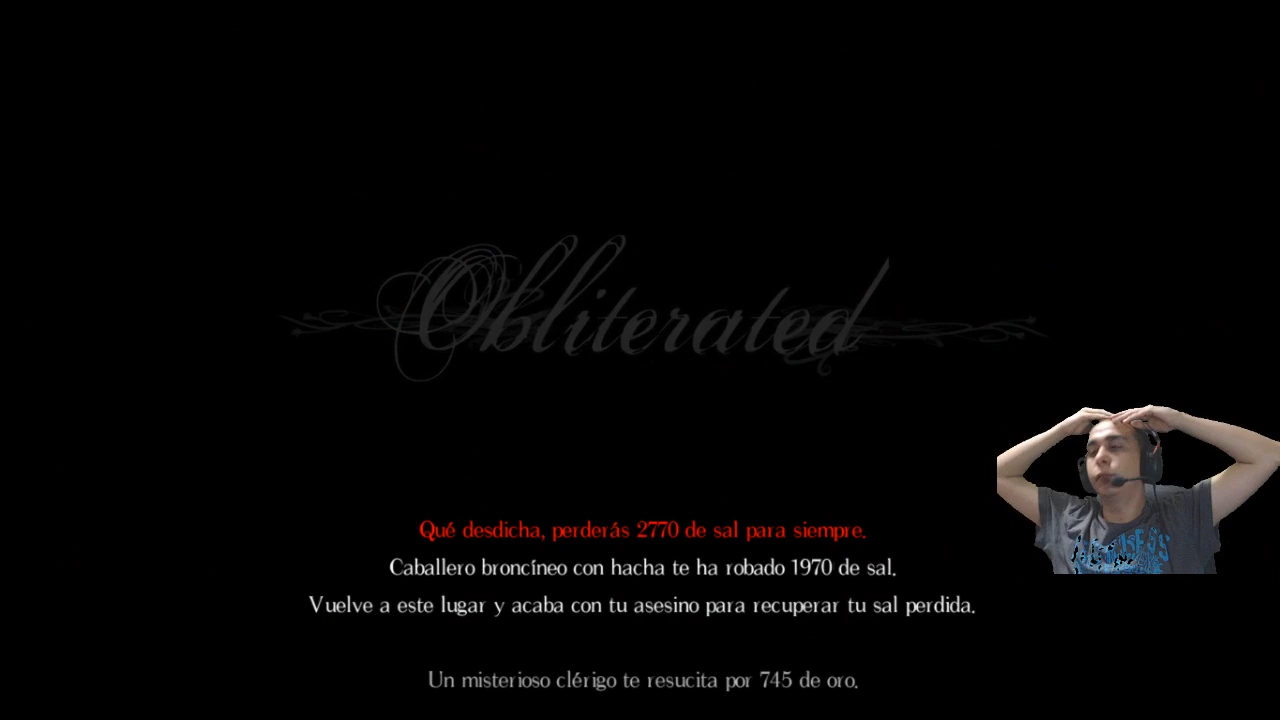 Obliterated
Qué desdicha, perderás 2770 de sal para siempre.
Caballero broncíneo con hacha te ha robado 1970 de sal.
Vuelve a este lugar y acaba con tu asesino para recuperar tu sal perdida.
Un misterioso clérigo te resucita por 745 de oro.